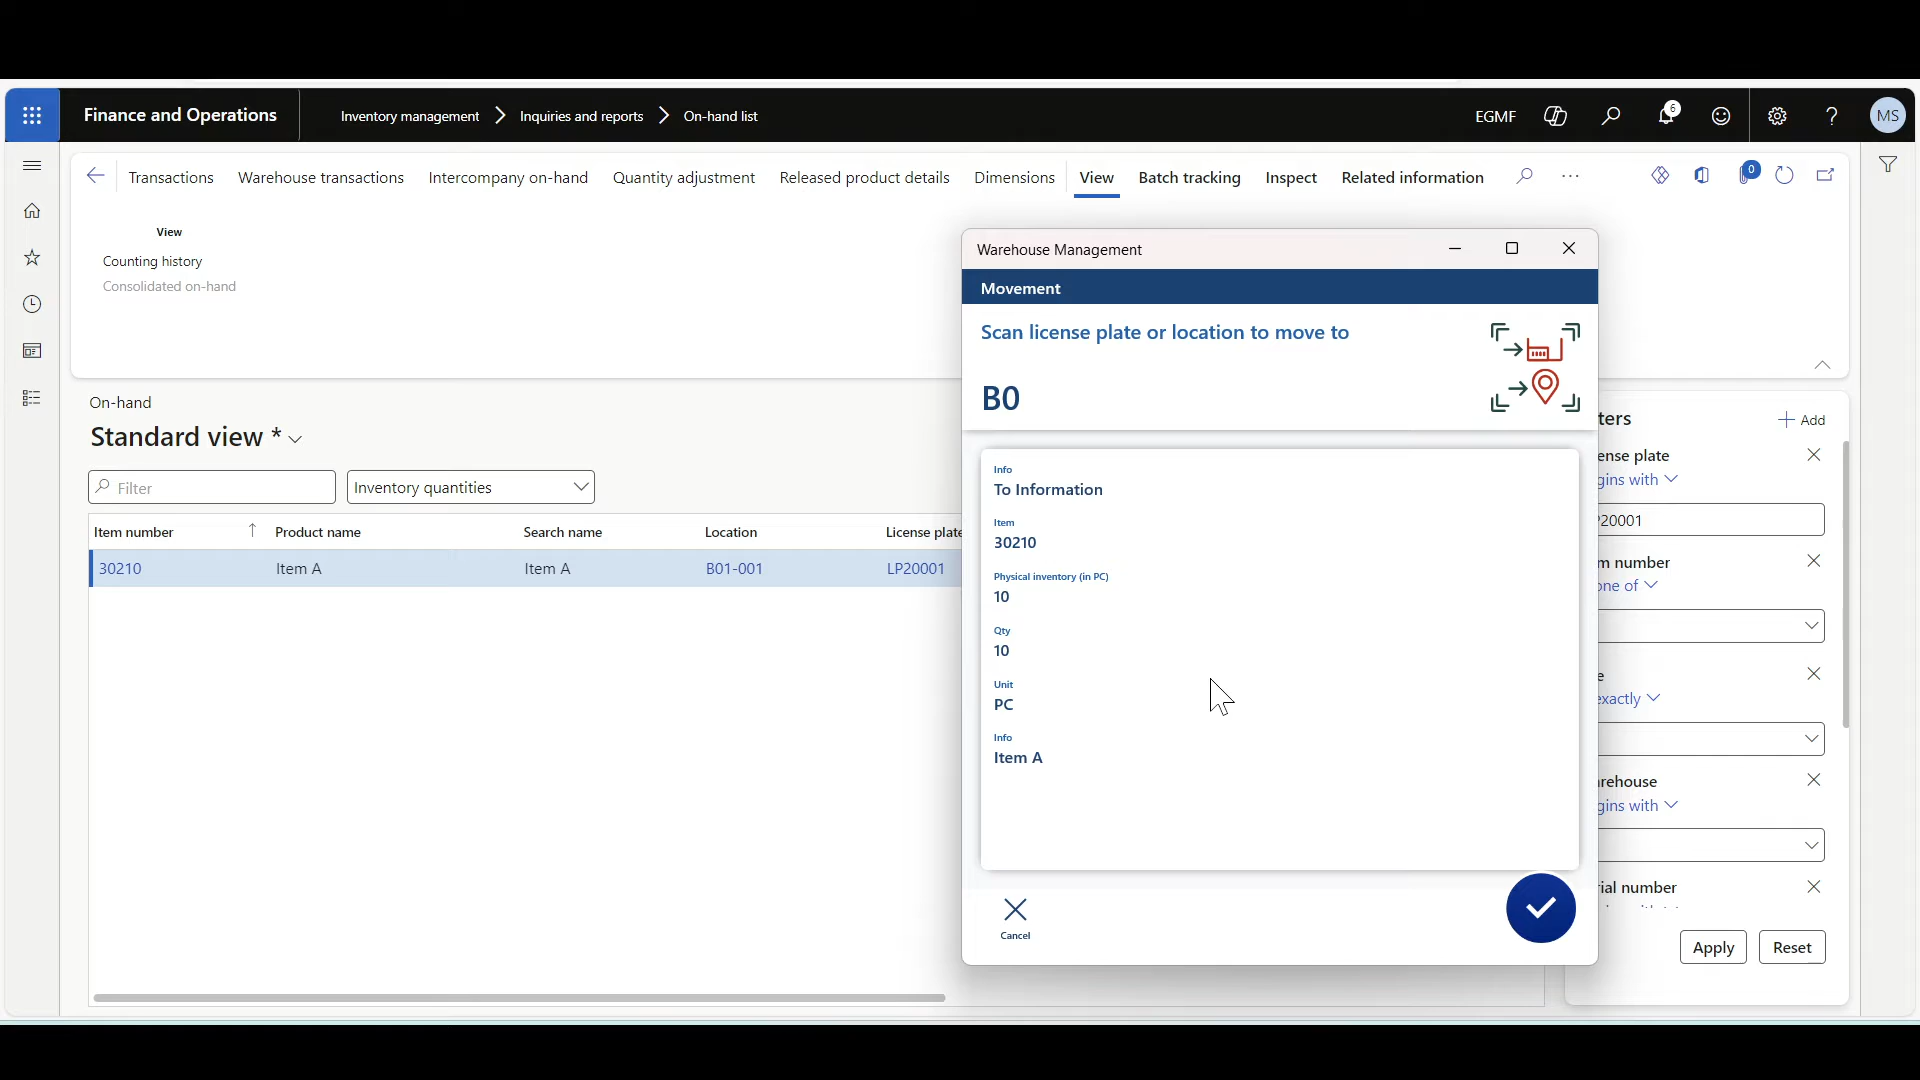 Finance and Operations
Inventory management
Inquiries and reports
On-hand list
EGMF
6
?
MS
Transactions
Warehouse transactions
Intercompany on-hand
Quantity adjustment
Released product details
Dimensions
View
Batch tracking
Inspect
Related information
0
View
Counting history
Consolidated on-hand
On-hand
Standard view *
Filter
Inventory quantities
Item number
Product name
Search name
Location
License plate
30210
Item A
Item A
B01-001
LP20001
Warehouse Management
Movement
Scan license plate or location to move to
B0
Info
To Information
Item
30210
Physical inventory (in PC)
10
Qty
10
Unit
PC
Info
Item A
Cancel
ters
Add
ense plate
gins with
20001
m number
one of
e
exactly
rehouse
gins with
ial number
Apply
Reset